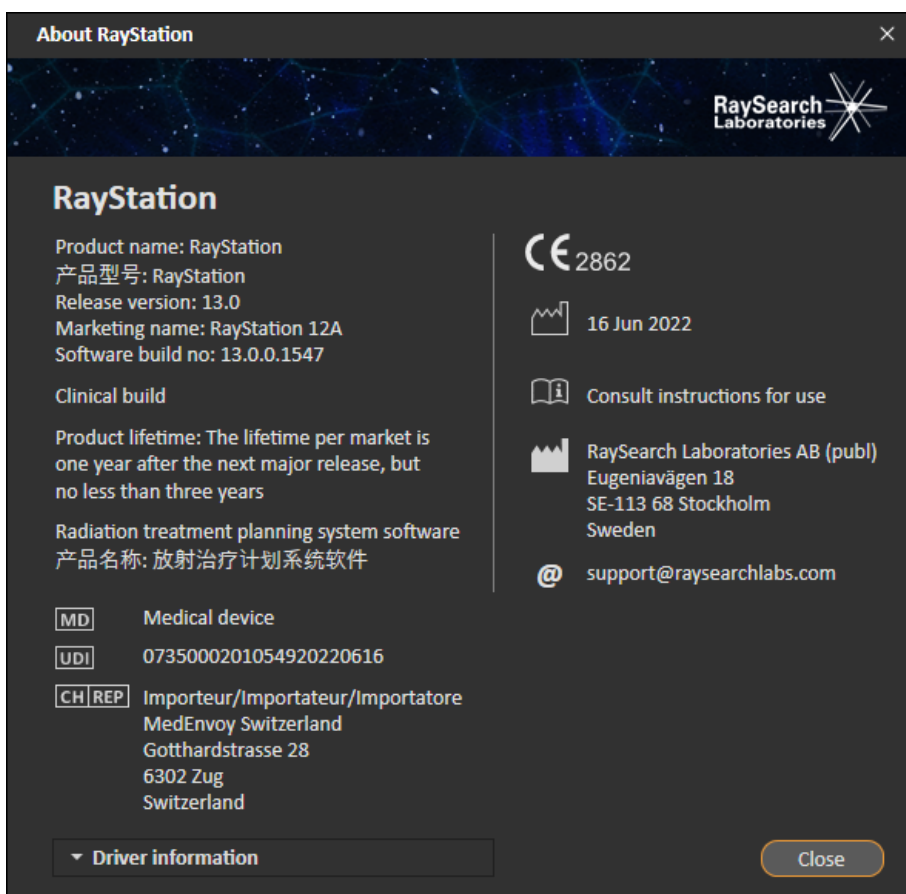 About RayStation
RaySearch
Laboratories
RayStation
Product name: RayStation
产品型号: RayStation
Release version: 13.0
Marketing name: RayStation 12A
Software build no: 13.0.0.1547
Clinical build
Product lifetime: The lifetime per market is
one year after the next major release, but
no less than three years
Radiation treatment planning system software
产品名称: 放射治疗计划系统软件
MD Medical device
UDI 0735000201054920220616
CH REP Importeur/Importateur/Importatore
MedEnvoy Switzerland
Gotthardstrasse 28
6302 Zug
Switzerland
CE 2862
16 Jun 2022
Consult instructions for use
RaySearch Laboratories AB (publ)
Eugeniavägen 18
SE-113 68 Stockholm
Sweden
@ support@raysearchlabs.com
Driver information
Close